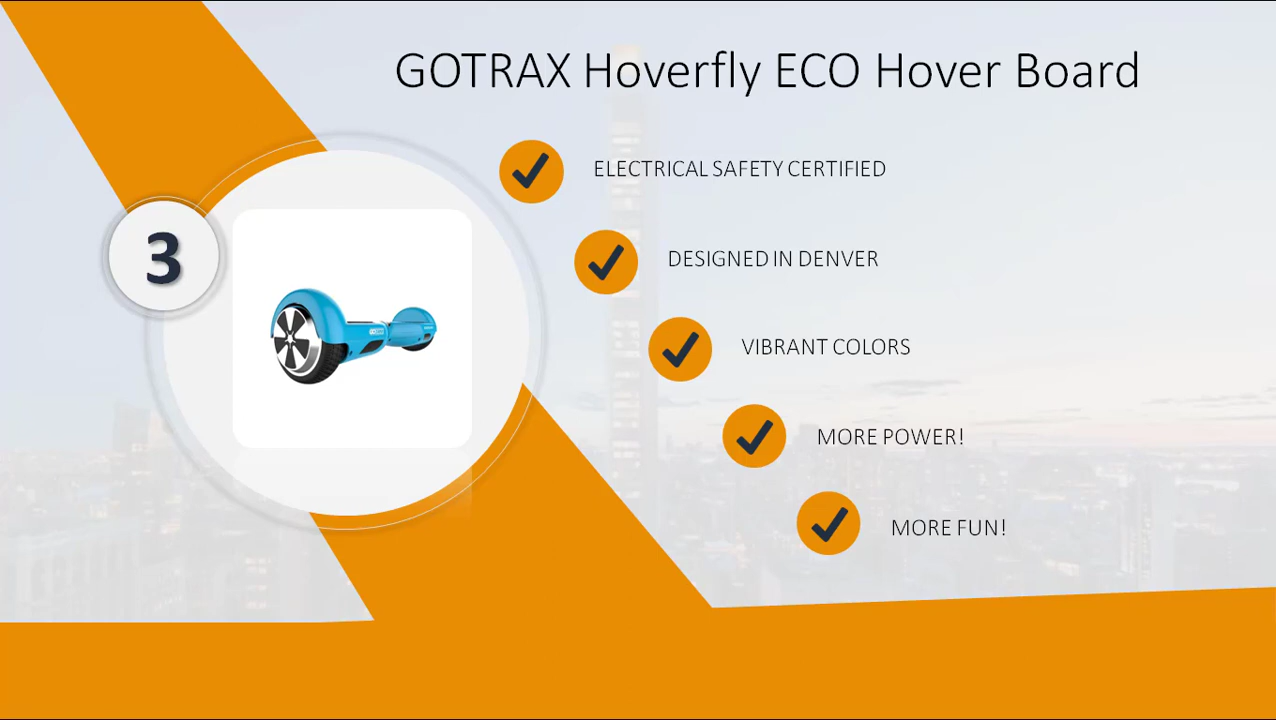 GOTRAX Hoverfly ECO Hover Board
ELECTRICAL SAFETY CERTIFIED
3
DESIGNED IN DENVER
VIBRANT COLORS
MORE POWER!
MORE FUN!